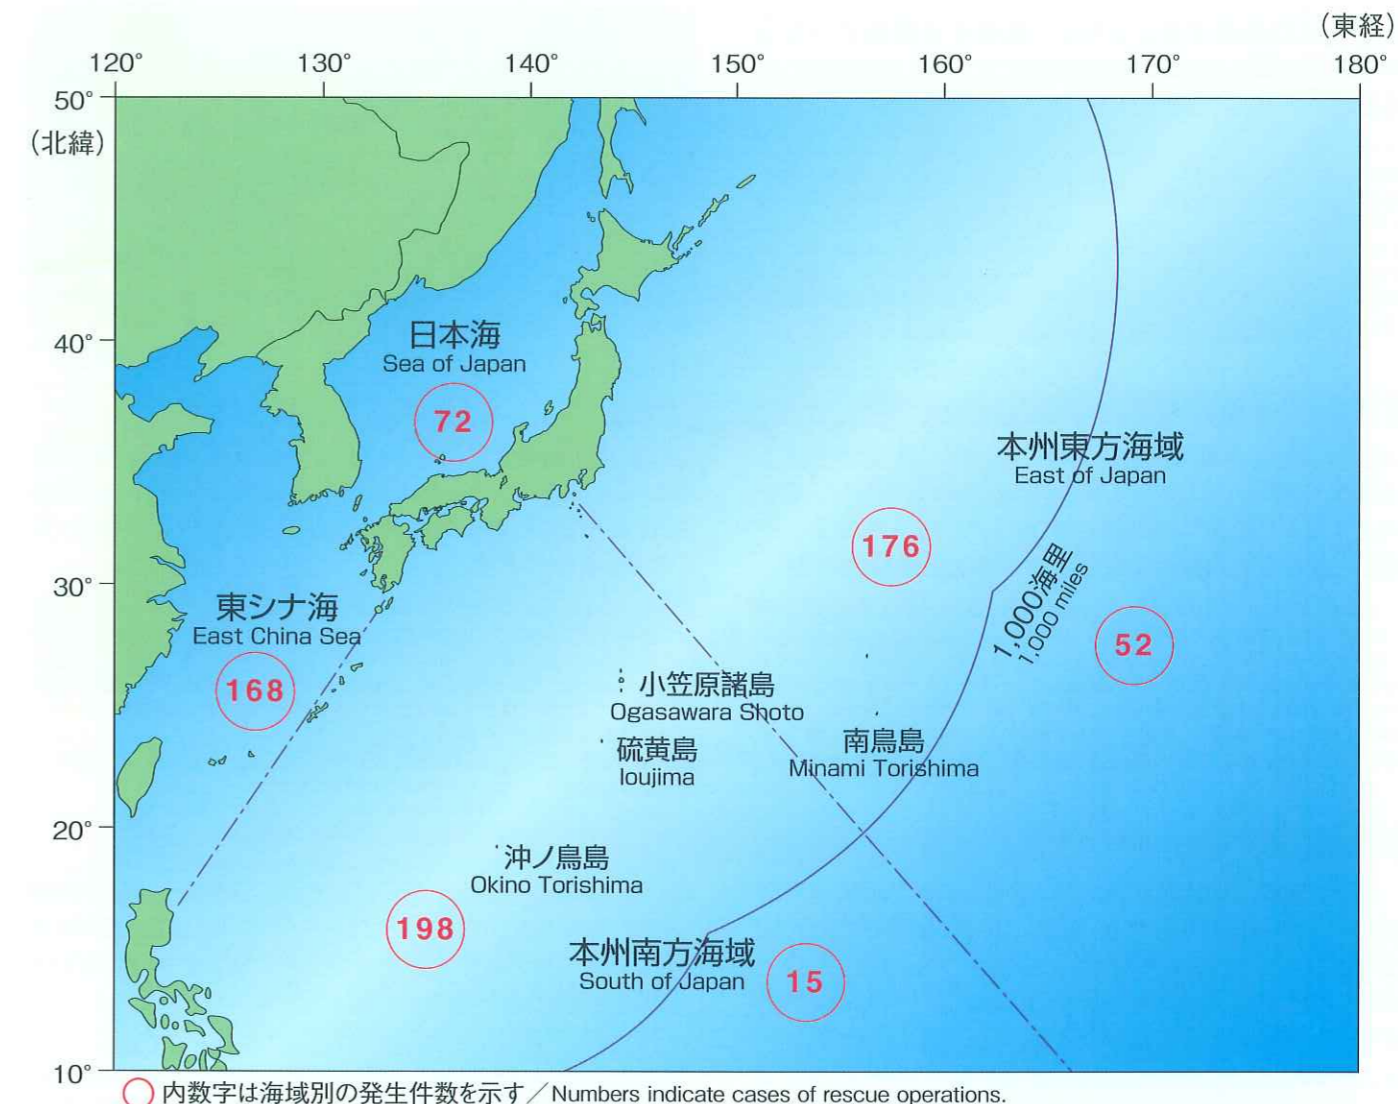 （東経）
120° 130° 140° 150° 160° 170° 180°
50°
（北緯）
40°
日本海
Sea of Japan
72
本州東方海域
East of Japan
176
30°
1,000海里
1,000 miles
東シナ海
East China Sea
168
52
小笠原諸島
Ogasawara Shoto
硫黄島
Ioujima
南鳥島
Minami Torishima
20°
沖ノ鳥島
Okino Torishima
198
本州南方海域
South of Japan
15
10°
○内数字は海域別の発生件数を示す／Numbers indicate cases of rescue operations.